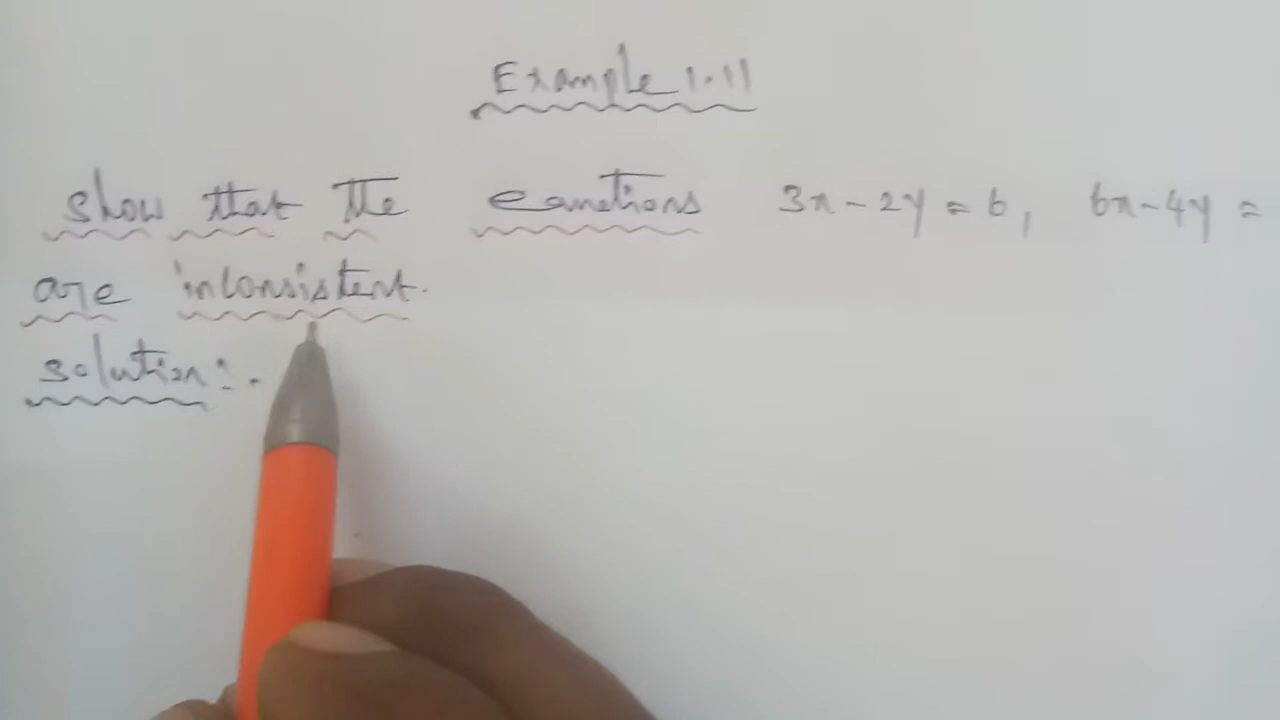 Example 1.11
show that the equations 3x - 2y = 6, 6x - 4y =
are inconsistent.
solution:-